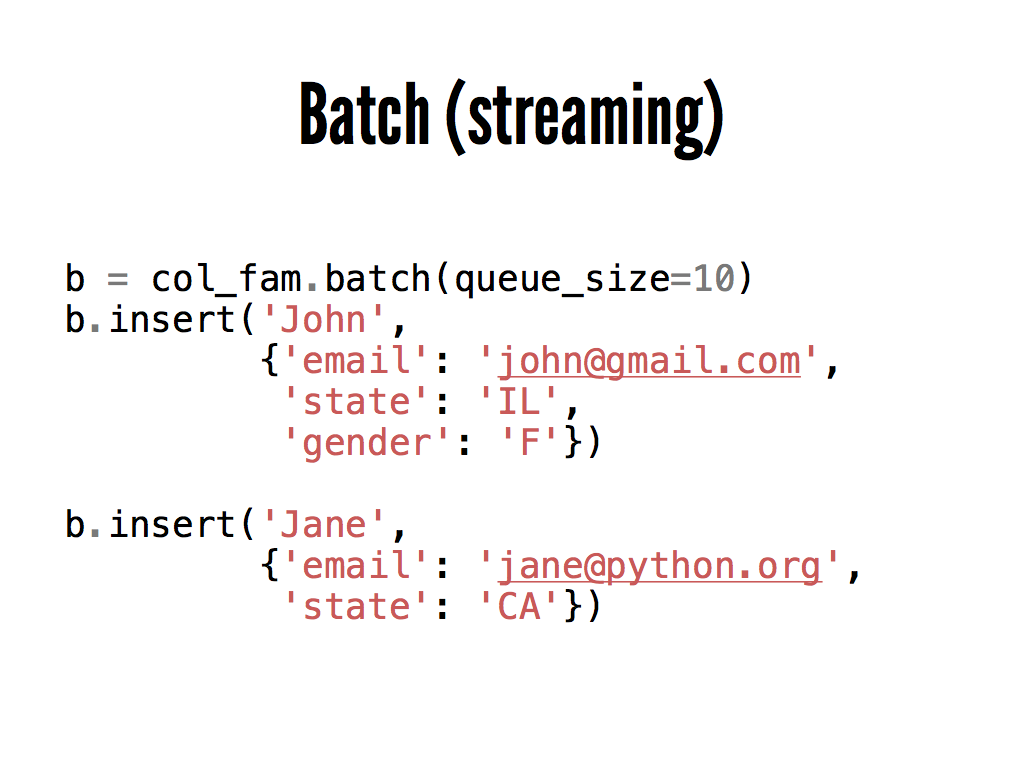 Batch (streaming)
b = col_fam.batch(queue_size=10)
b.insert('John',
         {'email': 'john@gmail.com',
          'state': 'IL',
          'gender': 'F'})
b.insert('Jane',
         {'email': 'jane@python.org',
          'state': 'CA'})